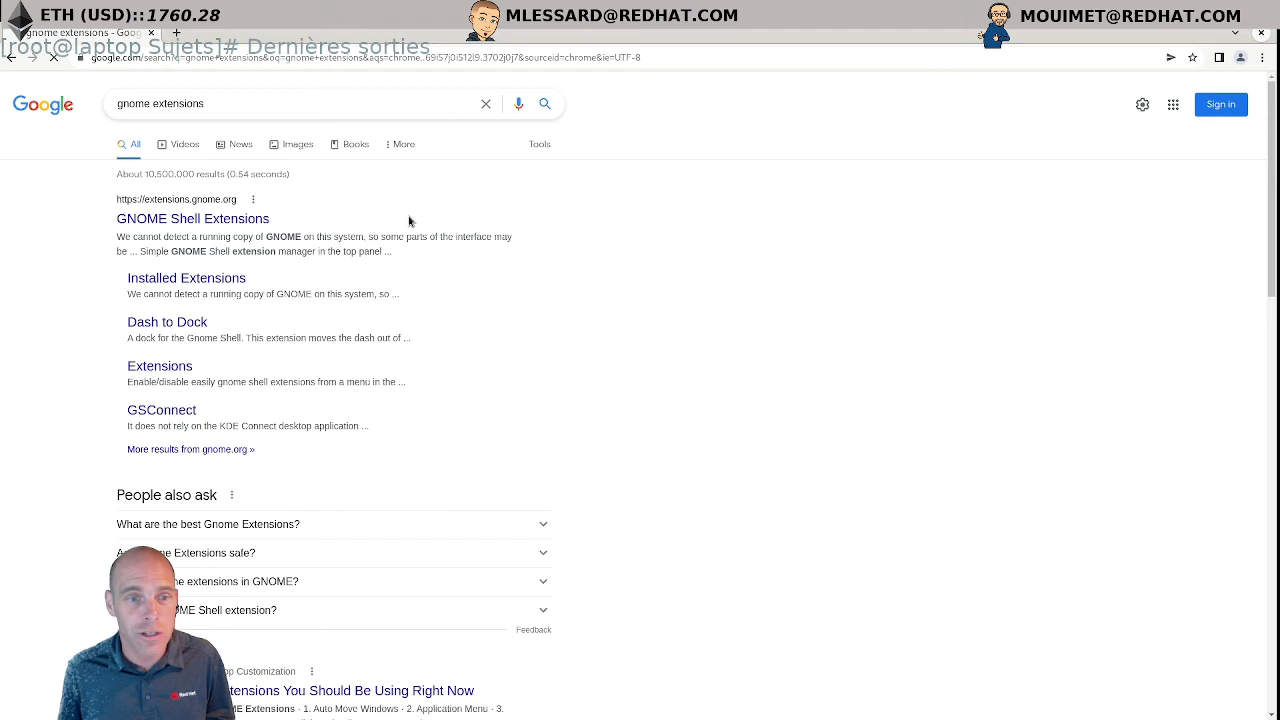 ETH (USD)::1760.28
MLESSARD@REDHAT.COM
MOUIMET@REDHAT.COM
gnome extensions - Goog
[root@laptop Sujets]# Dernières sorties
google.com/search?q=gnome+extensions&oq=gnome+extensions&aqs=chrome..69i57j0i512l9.3702j0j7&sourceid=chrome&ie=UTF-8
Google
gnome extensions
Sign in
All
Videos
News
Images
Books
More
Tools
About 10,500,000 results (0.54 seconds)
https://extensions.gnome.org
GNOME Shell Extensions
We cannot detect a running copy of GNOME on this system, so some parts of the interface may
be ... Simple GNOME Shell extension manager in the top panel ...
Installed Extensions
We cannot detect a running copy of GNOME on this system, so ...
Dash to Dock
A dock for the Gnome Shell. This extension moves the dash out of ...
Extensions
Enable/disable easily gnome shell extensions from a menu in the ...
GSConnect
It does not rely on the KDE Connect desktop application ...
More results from gnome.org »
People also ask
What are the best Gnome Extensions?
Extensions safe?
extensions in GNOME?
Shell extension?
Feedback
Customization
You Should Be Using Right Now
Extensions · 1. Auto Move Windows · 2. Application Menu · 3.
Red Hat